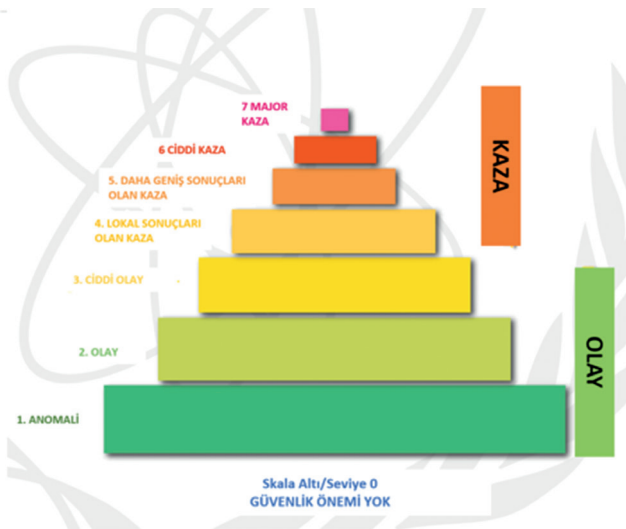 7 MAJOR
KAZA
6 CİDDİ KAZA
5. DAHA GENİŞ SONUÇLARI
OLAN KAZA
4. LOKAL SONUÇLARI
OLAN KAZA
3. CİDDİ OLAY
2. OLAY
1. ANOMALİ
KAZA
OLAY
Skala Altı/Seviye 0
GÜVENLİK ÖNEMİ YOK